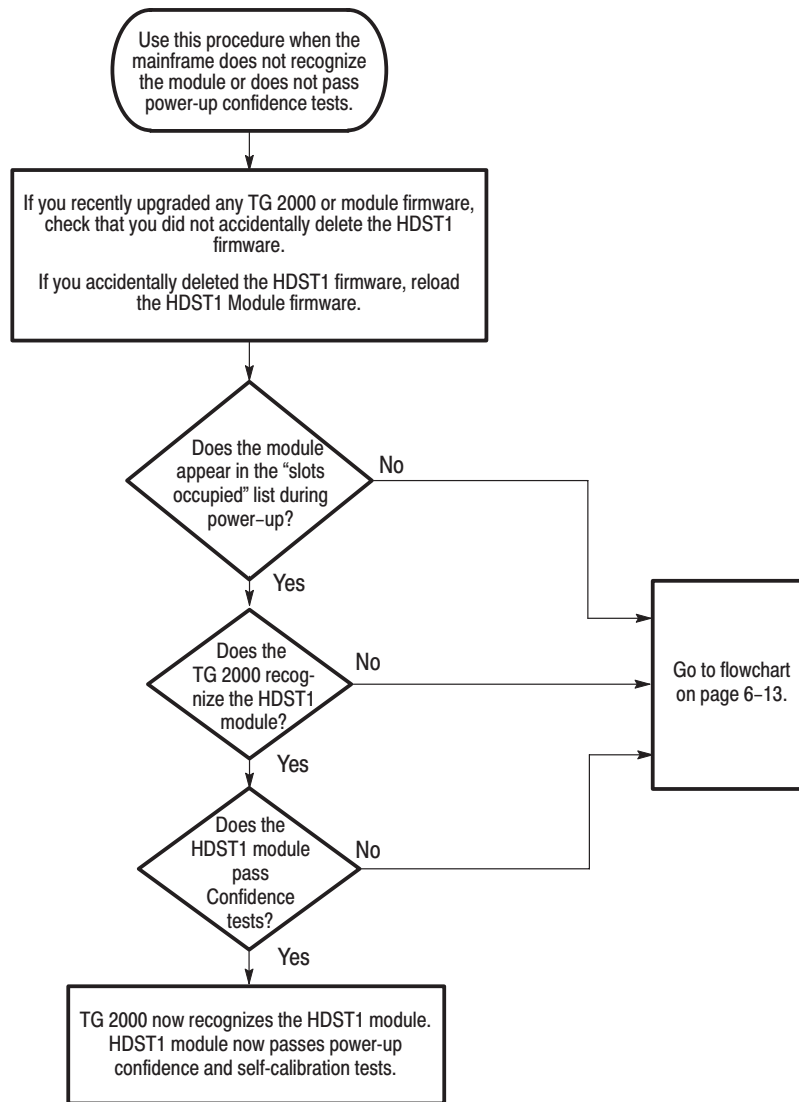 Use this procedure when the
mainframe does not recognize
the module or does not pass
power-up confidence tests.
If you recently upgraded any TG 2000 or module firmware,
check that you did not accidentally delete the HDST1
firmware.
If you accidentally deleted the HDST1 firmware, reload
the HDST1 Module firmware.
Does the module
appear in the “slots
occupied” list during
power–up?
No
Yes
Does the
TG 2000 recog-
nize the HDST1
module?
No
Go to flowchart
on page 6–13.
Yes
Does the
HDST1 module
pass
Confidence
tests?
No
Yes
TG 2000 now recognizes the HDST1 module.
HDST1 module now passes power-up
confidence and self-calibration tests.